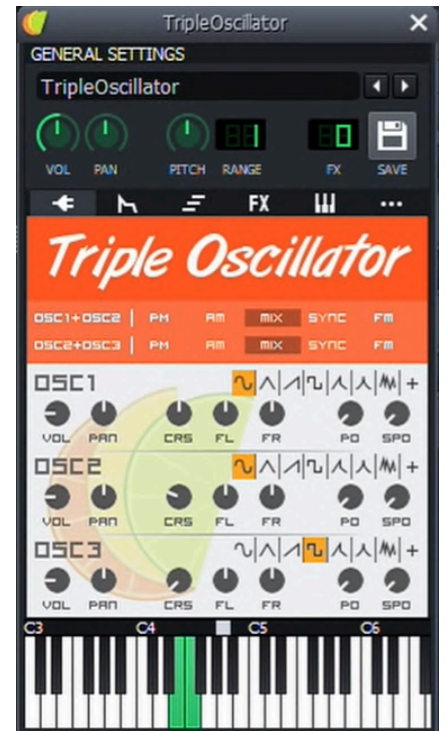 TripleOscillator
GENERAL SETTINGS
TripleOscillator
1 0
VOL PAN PITCH RANGE FX SAVE
FX
Triple Oscillator
OSC1+OSC2 | PM AM MIX SYNC FM
OSC2+OSC3 | PM AM MIX SYNC FM
OSC1
VOL PAN CRS FL FR PO SPO
OSC2
VOL PAN CRS FL FR PO SPO
OSC3
VOL PAN CRS FL FR PO SPO
C3 C4 C5 C6